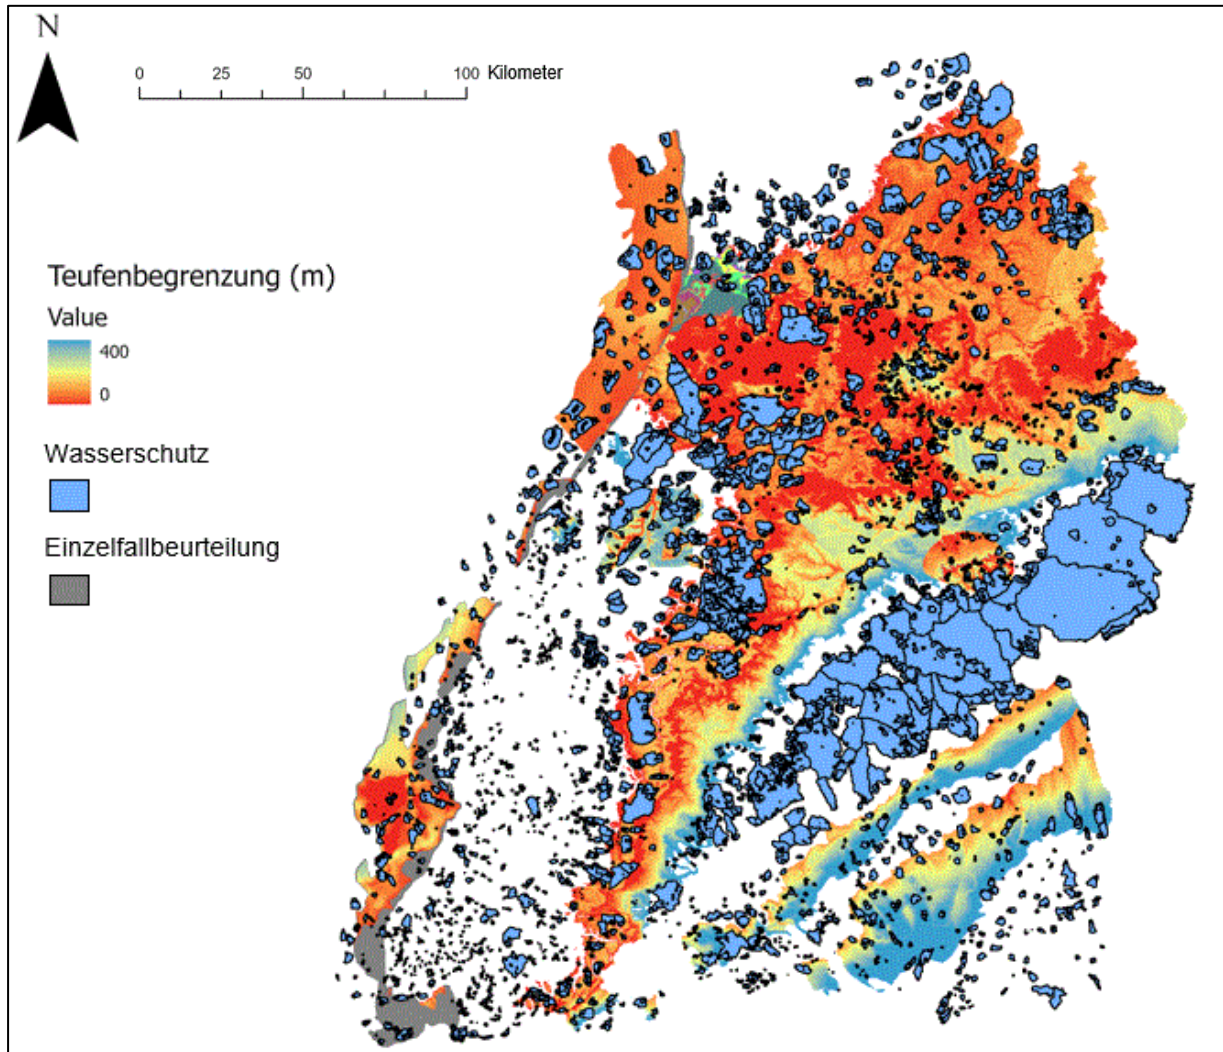 N
0 25 50 100 Kilometer
Teufenbegrenzung (m)
Value
400
0
Wasserschutz
Einzelfallbeurteilung